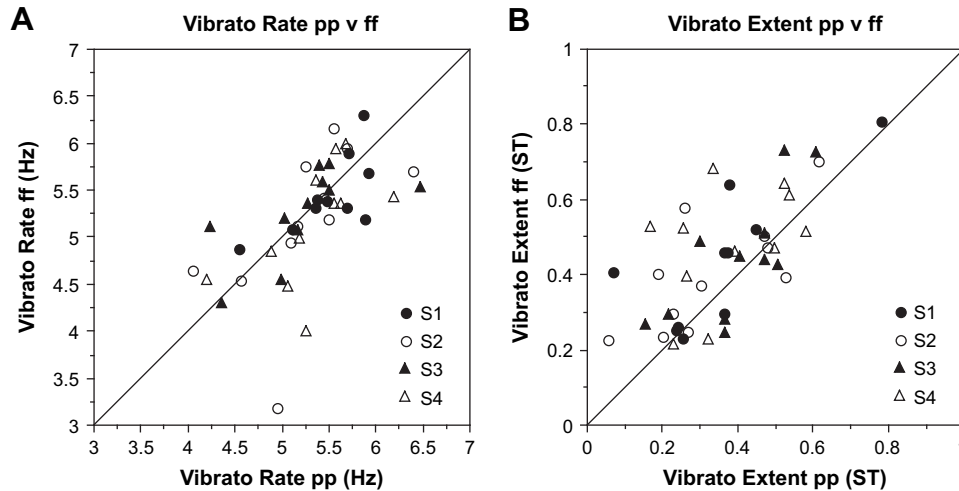 A
Vibrato Rate pp v ff
7
6.5
6
5.5
5
4.5
4
3.5
3
Vibrato Rate ff (Hz)
3 3.5 4 4.5 5 5.5 6 6.5 7
Vibrato Rate pp (Hz)
S1
S2
S3
S4
B
Vibrato Extent pp v ff
1
0.8
0.6
0.4
0.2
0
Vibrato Extent ff (ST)
0 0.2 0.4 0.6 0.8
Vibrato Extent pp (ST)
S1
S2
S3
S4